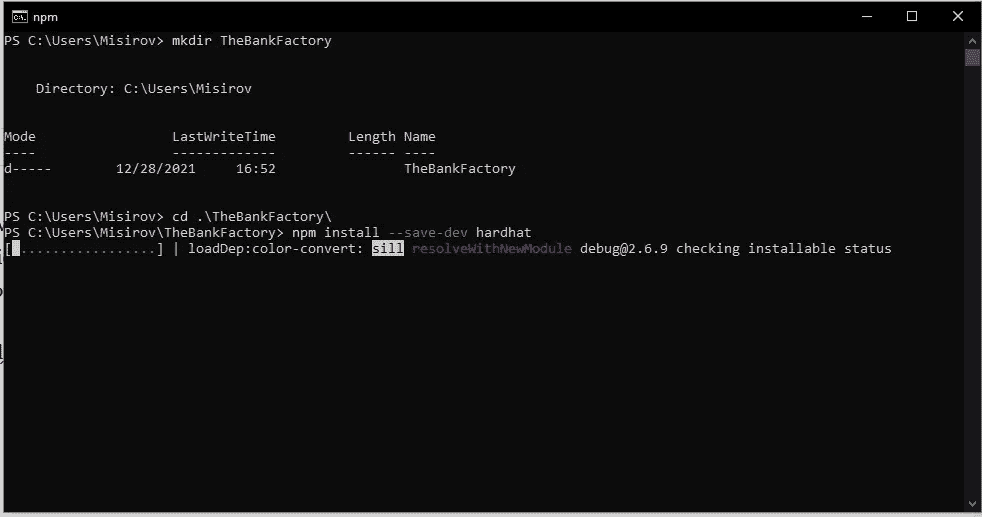 npm
PS C:\Users\Misirov> mkdir TheBankFactory
Directory: C:\Users\Misirov
Mode LastWriteTime Length Name
---- ------------- ------ ----
d----- 12/28/2021 16:52 TheBankFactory
PS C:\Users\Misirov> cd .\TheBankFactory\
PS C:\Users\Misirov\TheBankFactory> npm install --save-dev hardhat
[ .................] | loadDep:color-convert: sill resolveWithNewModule debug@2.6.9 checking installable status